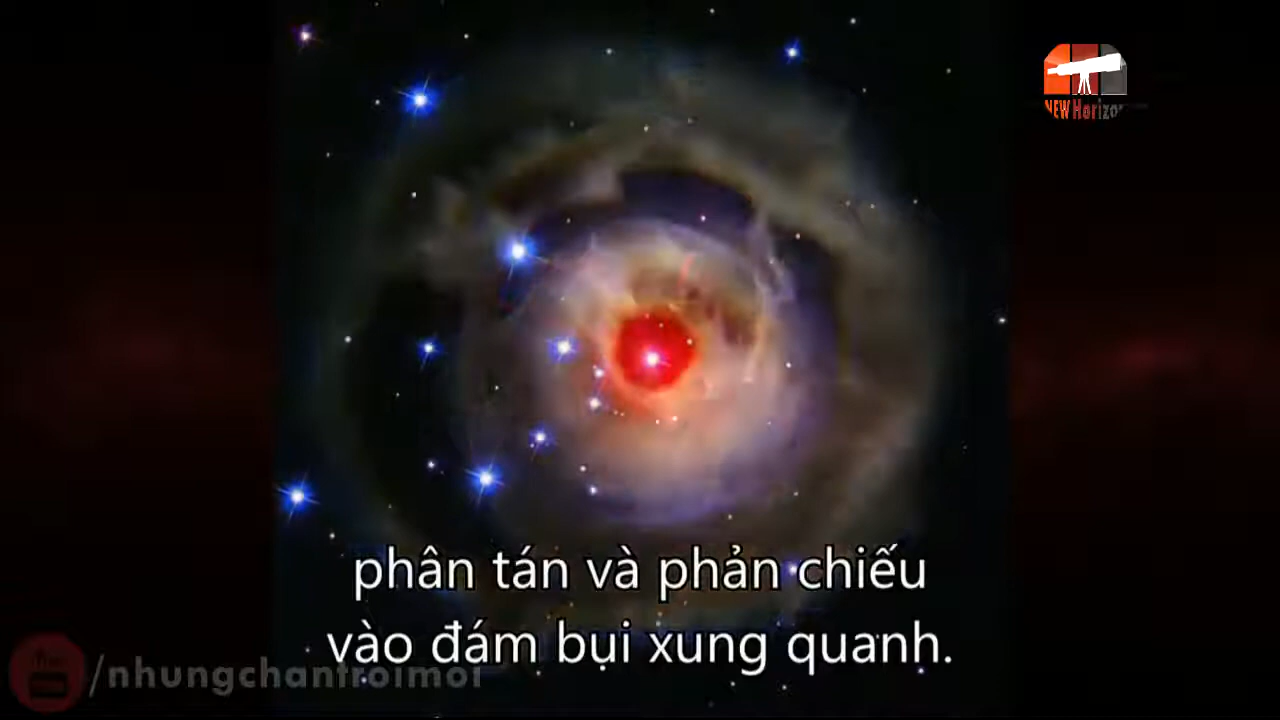 NEW Horizo
phân tán và phản chiếu
vào đám bụi xung quanh.
/nhungchantroimoi